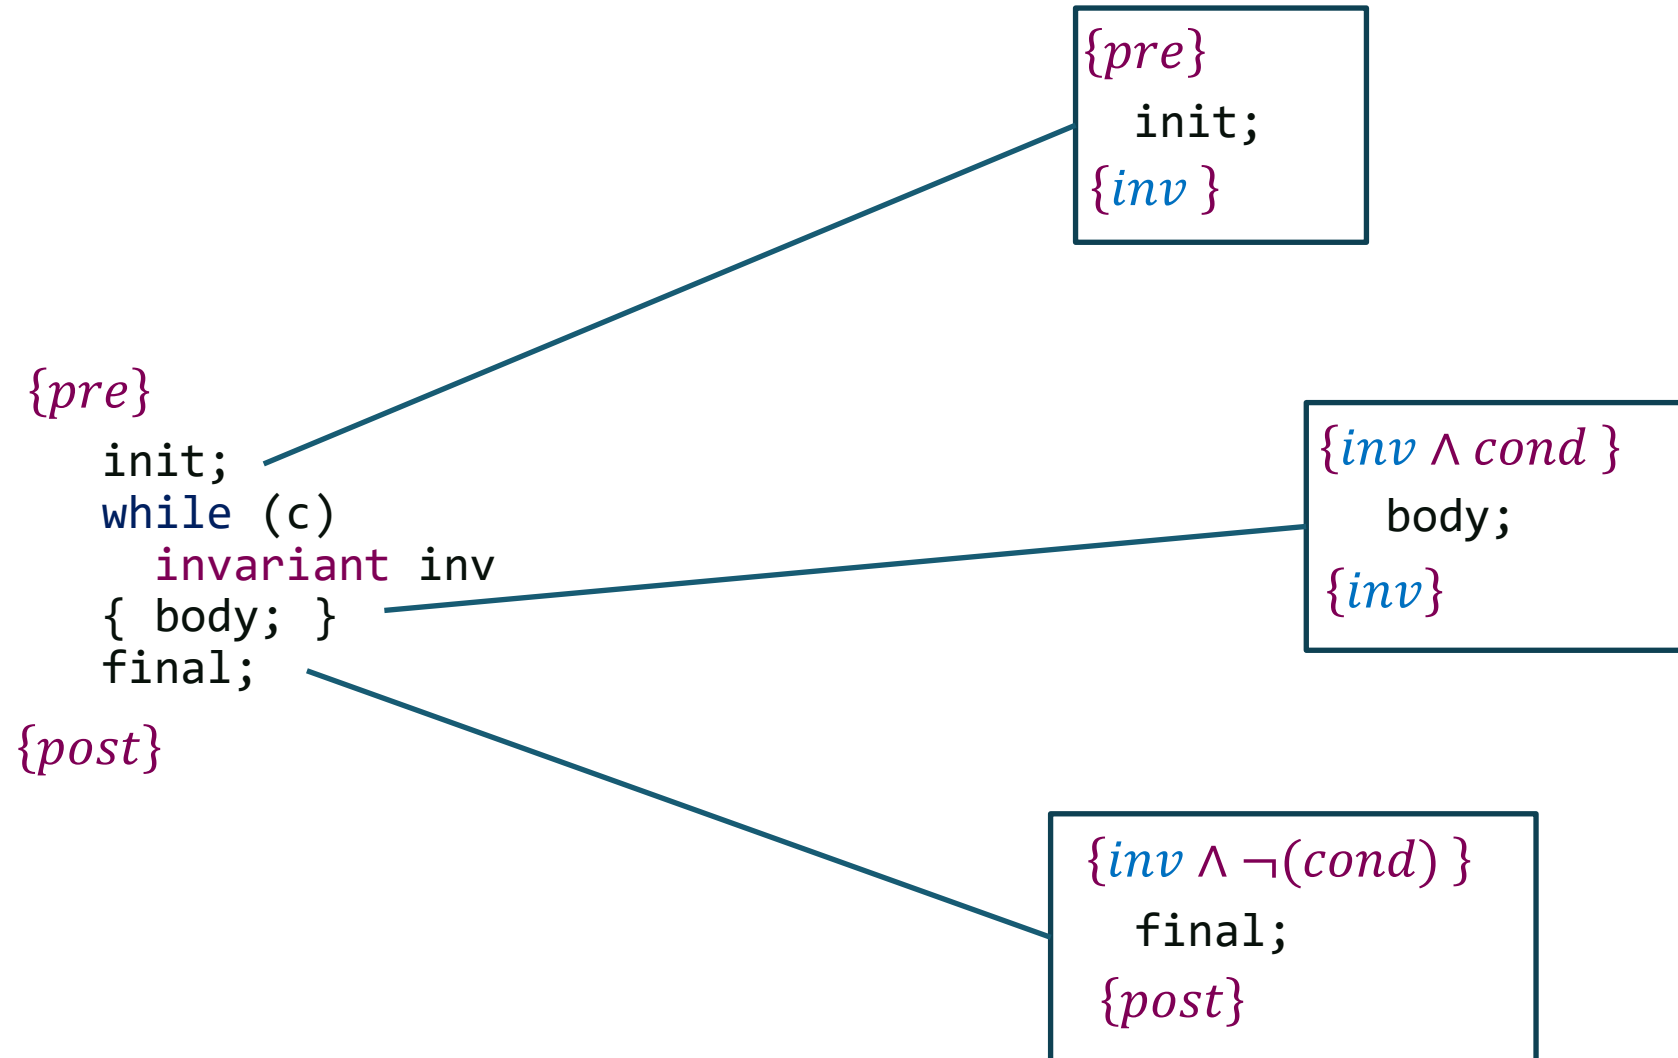 {pre}
init;
while (c)
invariant inv
{ body; }
final;
{post}
{pre}
init;
{inv }
{inv ∧ cond }
body;
{inv}
{inv ∧ ¬(cond) }
final;
{post}